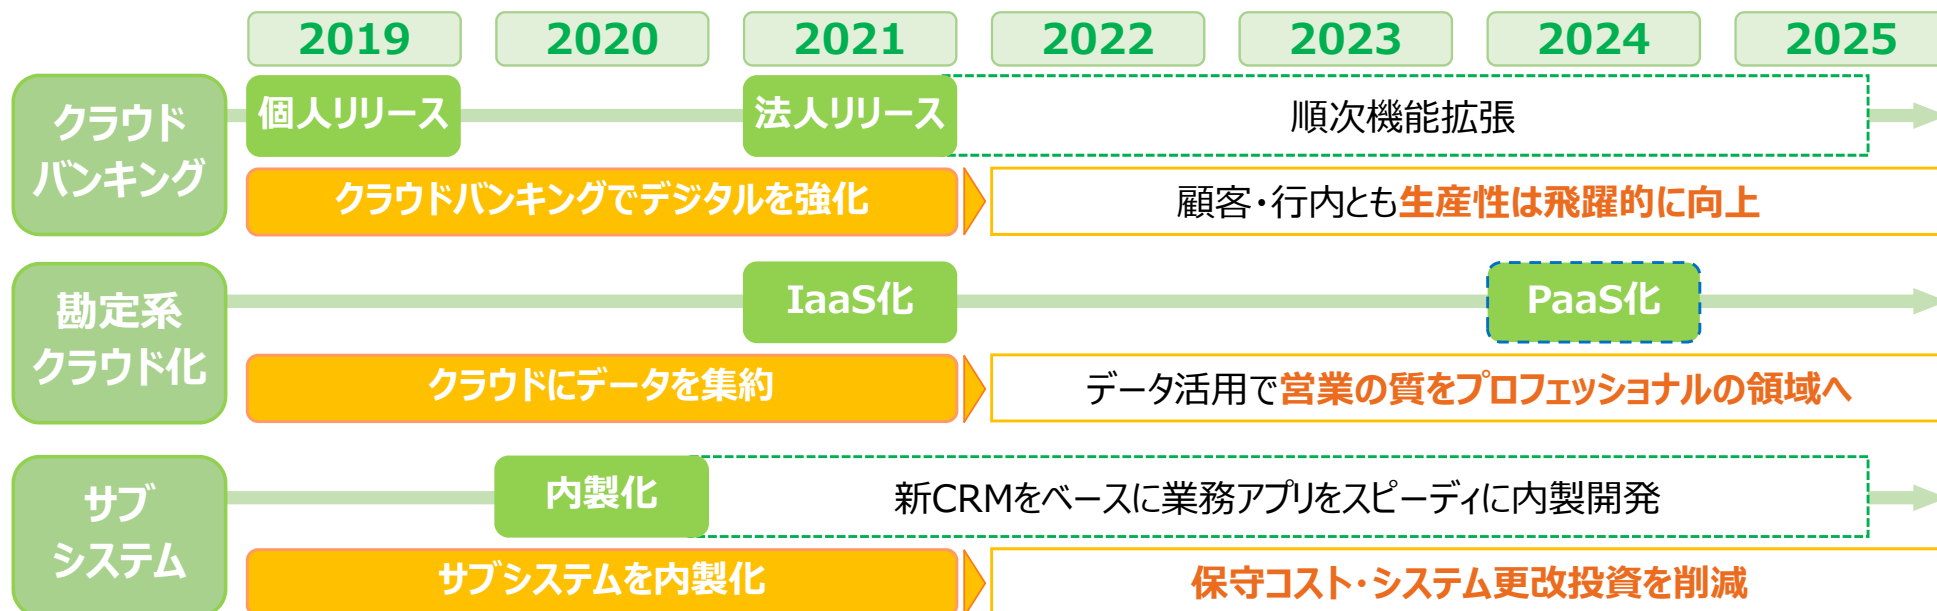 2019 2020 2021 2022 2023 2024 2025
クラウド
バンキング
個人リリース 法人リリース 順次機能拡張
クラウドバンキングでデジタルを強化 顧客・行内とも生産性は飛躍的に向上
勘定系
クラウド化
IaaS化 PaaS化
クラウドにデータを集約 データ活用で営業の質をプロフェッショナルの領域へ
サブ
システム
内製化 新CRMをベースに業務アプリをスピーディに内製開発
サブシステムを内製化 保守コスト・システム更改投資を削減